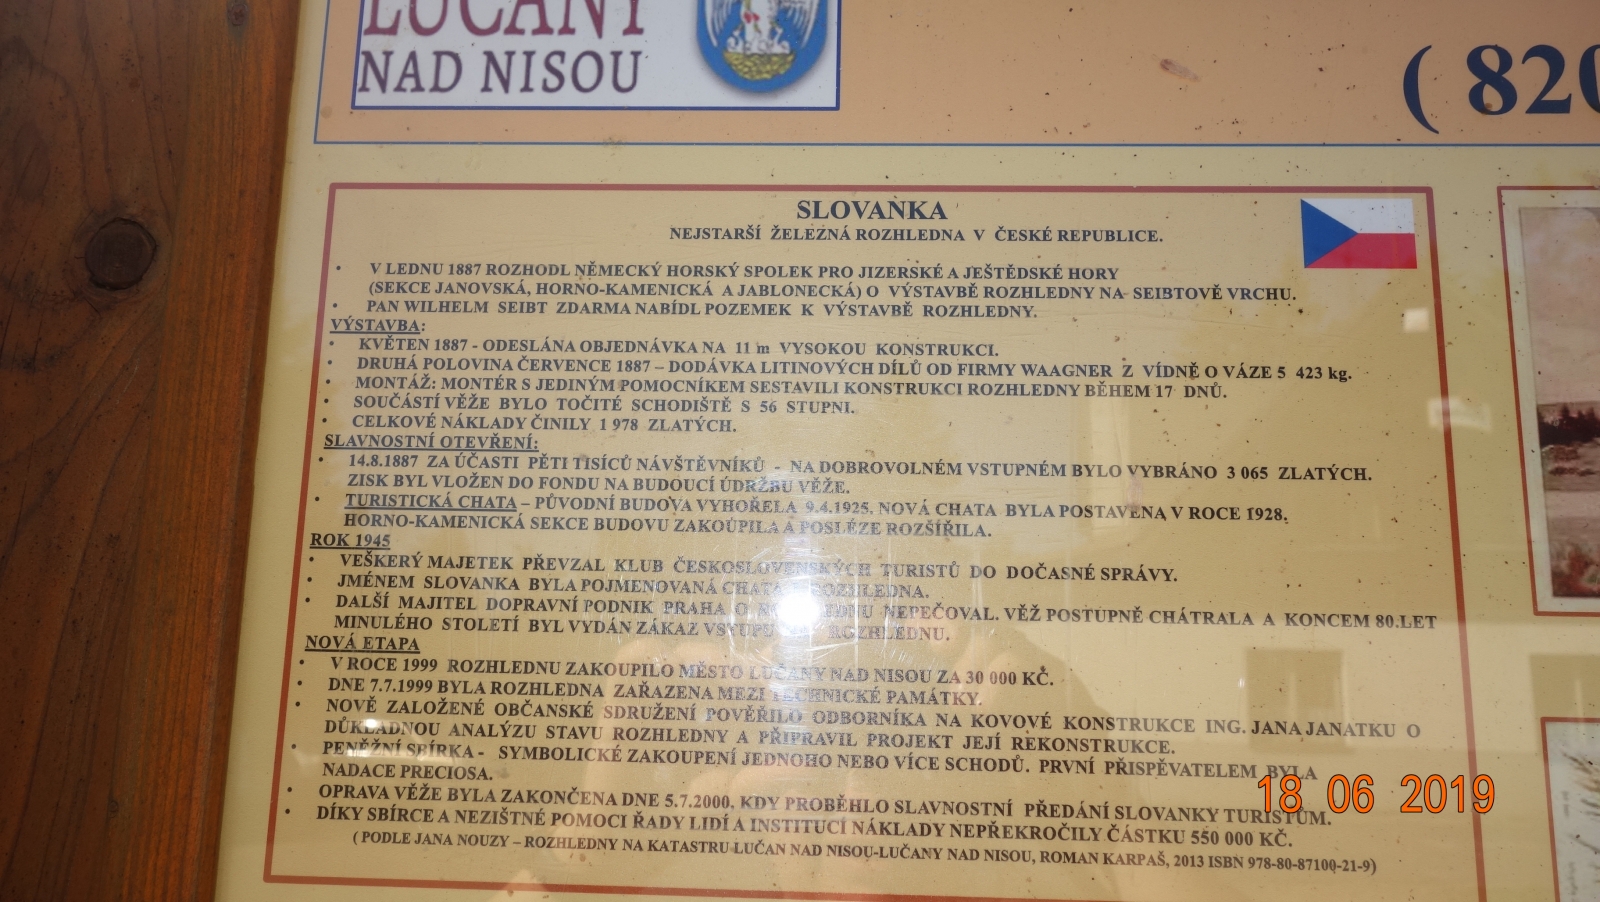 LUČANY
NAD NISOU
( 820
SLOVANKA
NEJSTARŠÍ ŽELEZNÁ ROZHLEDNA V ČESKÉ REPUBLICE.
• V LEDNU 1887 ROZHODL NĚMECKÝ HORSKÝ SPOLEK PRO JIZERSKÉ A JEŠTĚDSKÉ HORY
(SEKCE JANOVSKÁ, HORNO-KAMENICKÁ A JABLONECKÁ) O VÝSTAVBĚ ROZHLEDNY NA SEIBTOVĚ VRCHU.
• PAN WILHELM SEIBT ZDARMA NABÍDL POZEMEK K VÝSTAVBĚ ROZHLEDNY.
VÝSTAVBA:
• KVĚTEN 1887 - ODESLÁNA OBJEDNÁVKA NA 11 m VYSOKOU KONSTRUKCI.
• DRUHÁ POLOVINA ČERVENCE 1887 – DODÁVKA LITINOVÝCH DÍLŮ OD FIRMY WAAGNER Z VÍDNĚ O VÁZE 5 423 kg.
• MONTÁŽ: MONTÉR S JEDINÝM POMOCNÍKEM SESTAVILI KONSTRUKCI ROZHLEDNY BĚHEM 17 DNŮ.
• SOUČÁSTÍ VĚŽE BYLO TOČITÉ SCHODIŠTĚ S 56 STUPNI.
• CELKOVÉ NÁKLADY ČINILY 1 978 ZLATÝCH.
SLAVNOSTNÍ OTEVŘENÍ:
• 14.8.1887 ZA ÚČASTI PĚTI TISÍCŮ NÁVŠTĚVNÍKŮ - NA DOBROVOLNÉM VSTUPNÉM BYLO VYBRÁNO 3 065 ZLATÝCH.
ZISK BYL VLOŽEN DO FONDU NA BUDOUCÍ ÚDRŽBU VĚŽE.
• TURISTICKÁ CHATA – PŮVODNÍ BUDOVA VYHOŘELA 9.4.1925. NOVÁ CHATA BYLA POSTAVENA V ROCE 1928.
HORNO-KAMENICKÁ SEKCE BUDOVU ZAKOUPILA A POSLÉZE ROZŠÍŘILA.
ROK 1945
• VEŠKERÝ MAJETEK PŘEVZAL KLUB ČESKOSLOVENSKÝCH TURISTŮ DO DOČASNÉ SPRÁVY.
• JMÉNEM SLOVANKA BYLA POJMENOVANÁ CHATA ROZHLEDNA.
• DALŠÍ MAJITEL DOPRAVNÍ PODNIK PRAHA O NEPEČOVAL. VĚŽ POSTUPNĚ CHÁTRALA A KONCEM 80.LET
MINULÉHO STOLETÍ BYL VYDÁN ZÁKAZ VSTUPU ROZHLEDNU.
NOVÁ ETAPA
• V ROCE 1999 ROZHLEDNU ZAKOUPILO MĚSTO LUČANY NAD NISOU ZA 30 000 KČ.
• DNE 7.7.1999 BYLA ROZHLEDNA ZAŘAZENA MEZI TECHNICKÉ PAMÁTKY.
• NOVĚ ZALOŽENÉ OBČANSKÉ SDRUŽENÍ POVĚŘILO ODBORNÍKA NA KOVOVÉ KONSTRUKCE ING. JANA JANATKU O
DŮKLADNOU ANALÝZU STAVU ROZHLEDNY A PŘIPRAVIL PROJEKT JEJÍ REKONSTRUKCE.
• PENĚŽNÍ SBÍRKA - SYMBOLICKÉ ZAKOUPENÍ JEDNOHO NEBO VÍCE SCHODŮ. PRVNÍ PŘISPĚVATELEM BYLA
NADACE PRECIOSA.
• OPRAVA VĚŽE BYLA ZAKONČENA DNE 5.7.2000, KDY PROBĚHLO SLAVNOSTNÍ PŘEDÁNÍ SLOVANKY TURISTŮM.
• DÍKY SBÍRCE A NEZIŠTNÉ POMOCI ŘADY LIDÍ A INSTITUCÍ NÁKLADY NEPŘEKROČILY ČÁSTKU 550 000 KČ.
( PODLE JANA NOUZY – ROZHLEDNY NA KATASTRU LUČAN NAD NISOU-LUČANY NAD NISOU, ROMAN KARPAŠ, 2013 ISBN 978-80-87100-21-9)
18 06 2019